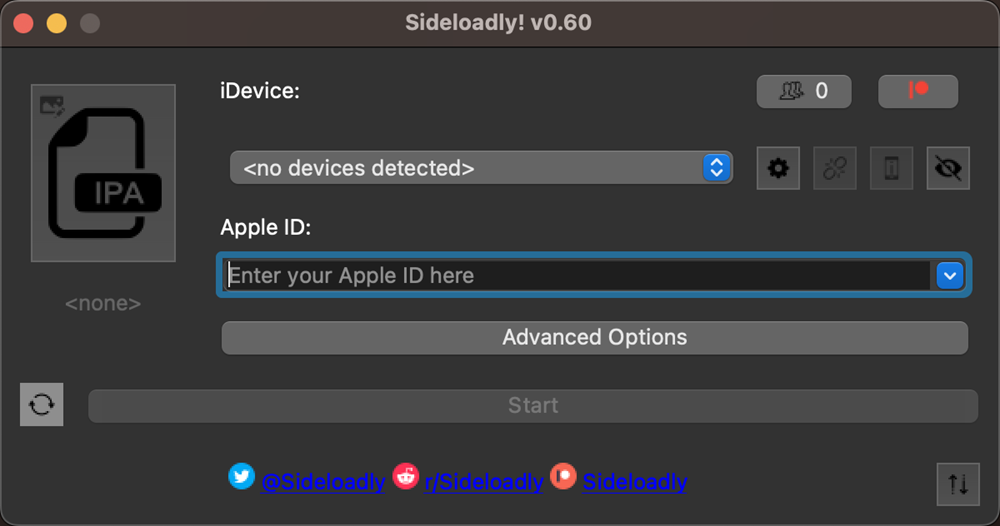 Sideloadly! v0.60
iDevice:
0
<no devices detected>
IPA
Apple ID:
Enter your Apple ID here
<none>
Advanced Options
Start
@Sideloadly r/Sideloadly Sideloadly